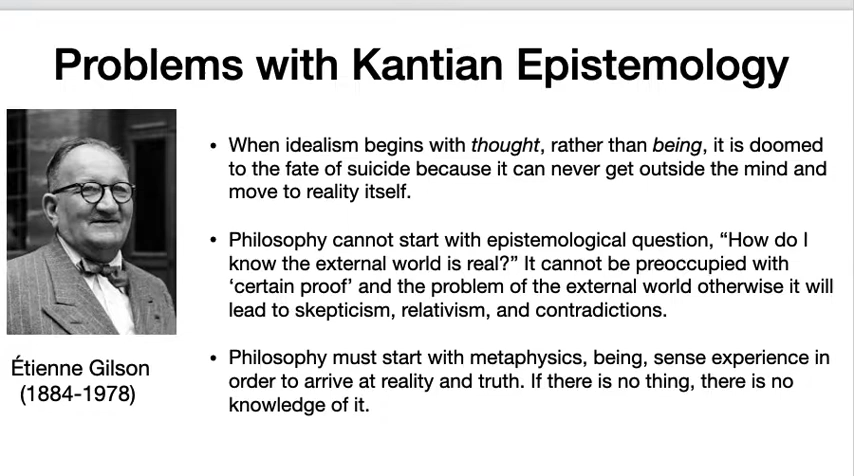 Problems with Kantian Epistemology
• When idealism begins with thought, rather than being, it is doomed
to the fate of suicide because it can never get outside the mind and
move to reality itself.
• Philosophy cannot start with epistemological question, “How do I
know the external world is real?” It cannot be preoccupied with
‘certain proof’ and the problem of the external world otherwise it will
lead to skepticism, relativism, and contradictions.
• Philosophy must start with metaphysics, being, sense experience in
order to arrive at reality and truth. If there is no thing, there is no
knowledge of it.
Étienne Gilson
(1884-1978)